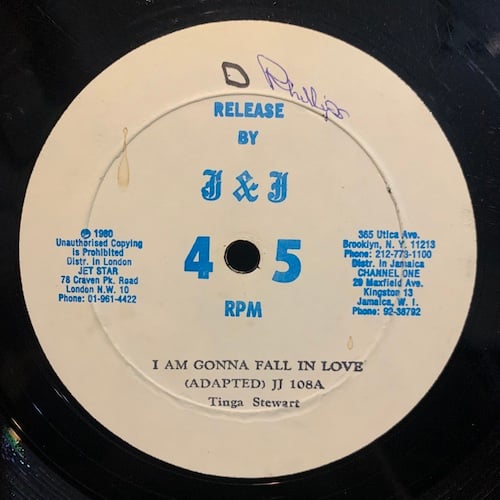 D Phillips
RELEASE
BY
J & J
℗ 1980
Unauthorised Copying
is Prohibited
Distr. in London
JET STAR
78 Craven Pk. Road
London N.W. 10
Phone: 01-961-4422
45
RPM
365 Utica Ave.
Brooklyn, N. Y. 11213
Phone: 212-773-1100
Distr. in Jamaica
CHANNEL ONE
29 Maxfield Ave.
Kingston 13
Jamaica, W. I.
Phone: 92-38792
I AM GONNA FALL IN LOVE
(ADAPTED) JJ 108A
Tinga Stewart